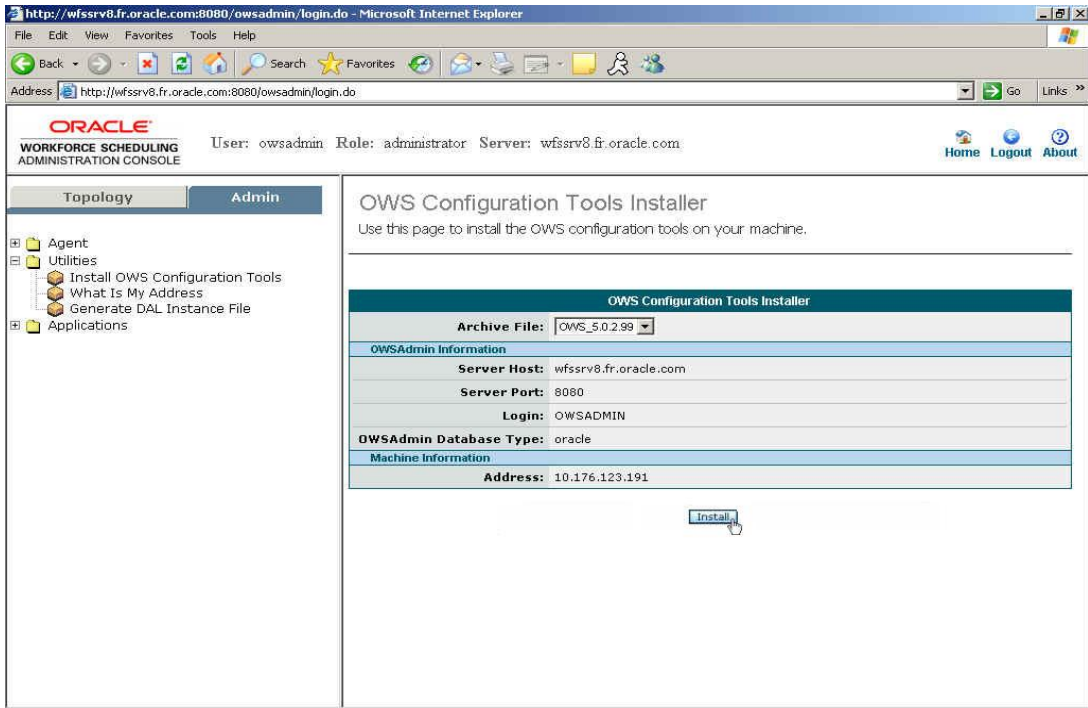 http://wfssrv8.fr.oracle.com:8080/owsadmin/login.do - Microsoft Internet Explorer
File Edit View Favorites Tools Help
Back Search Favorites
Address http://wfssrv8.fr.oracle.com:8080/owsadmin/login.do Go Links »
ORACLE
WORKFORCE SCHEDULING
ADMINISTRATION CONSOLE
User: owsadmin Role: administrator Server: wfssrv8.fr.oracle.com
Home Logout About
Topology Admin
Agent
Utilities
Install OWS Configuration Tools
What Is My Address
Generate DAL Instance File
Applications
OWS Configuration Tools Installer
Use this page to install the OWS configuration tools on your machine.
OWS Configuration Tools Installer
Archive File: OWS_5.0.2.99
OWSAdmin Information
Server Host: wfssrv8.fr.oracle.com
Server Port: 8080
Login: OWSADMIN
OWSAdmin Database Type: oracle
Machine Information
Address: 10.176.123.191
Install